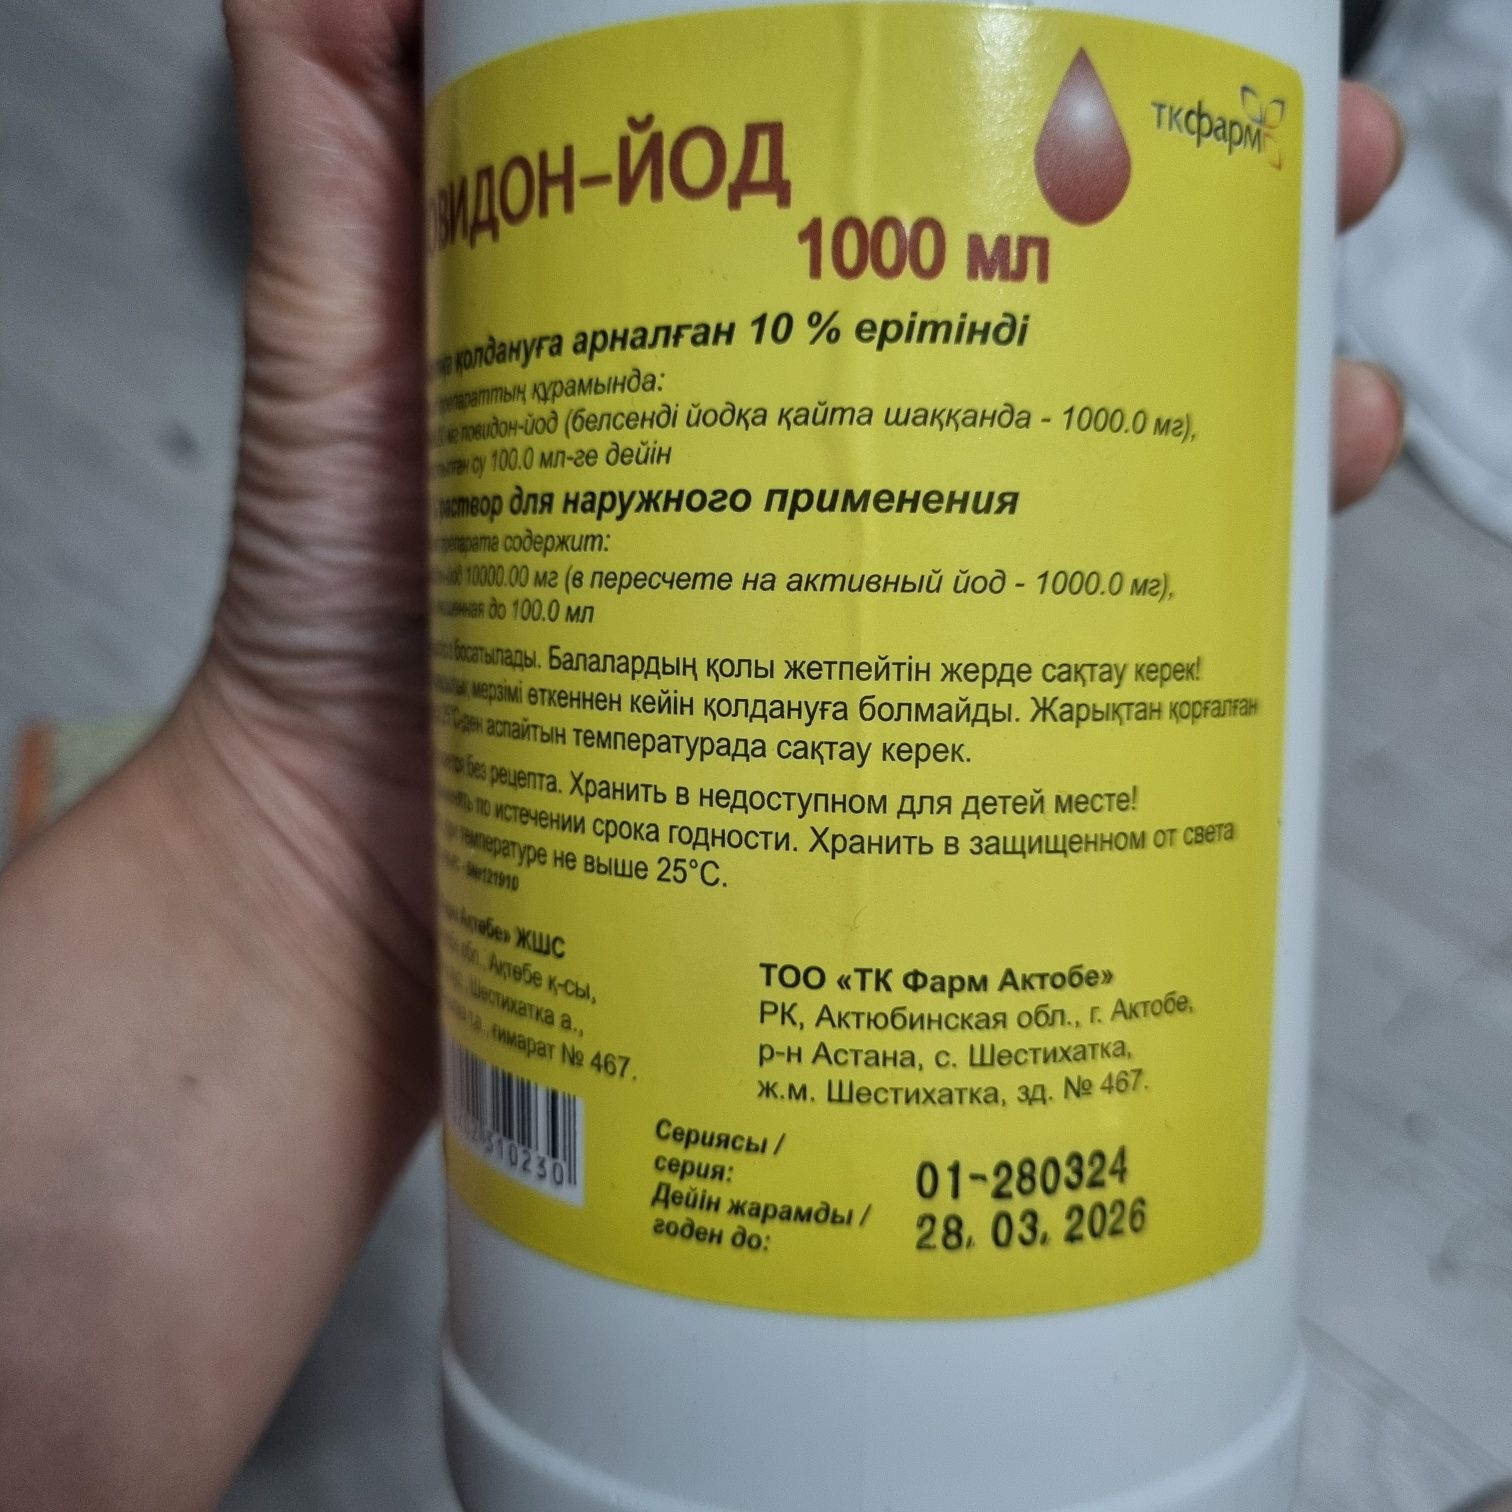 ТКфарм
ПОВИДОН-ЙОД
1000 мл
қолдануға арналған 10 % ерітінді
препараттың құрамында:
повидон-йод (белсенді йодқа қайта шаққанда - 1000.0 мг),
су 100.0 мл-ге дейін
раствор для наружного применения
препарата содержит:
10000.00 мг (в пересчете на активный йод - 1000.0 мг),
до 100.0 мл
босатылады. Балалардың қолы жетпейтін жерде сақтау керек!
мерзімі өткеннен кейін қолдануға болмайды. Жарықтан қорғалған
25°С-ден аспайтын температурада сақтау керек.
без рецепта. Хранить в недоступном для детей месте!
по истечении срока годности. Хранить в защищенном от света
температуре не выше 25°С.
Актөбе» ЖШС
обл., Ақтөбе қ-сы,
Шестихатка а.,
ғимарат № 467.
ТОО «ТК Фарм Актобе»
РК, Актюбинская обл., г. Актобе,
р-н Астана, с. Шестихатка,
ж.м. Шестихатка, зд. № 467.
510230
Сериясы /
серия:
01-280324
Дейін жарамды /
годен до:
28. 03. 2026